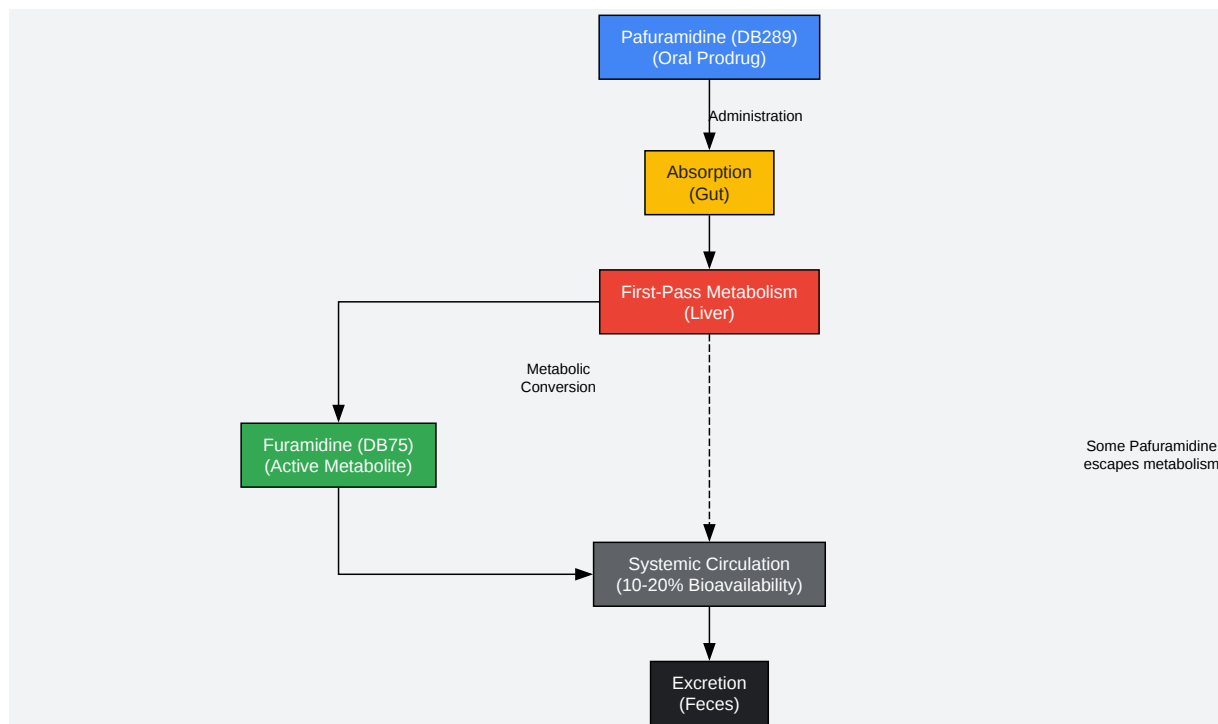 Pafuramidine (DB289)
(Oral Prodrug)
Administration
Absorption
(Gut)
First-Pass Metabolism
(Liver)
Metabolic
Conversion
Furamidine (DB75)
(Active Metabolite)
Some Pafuramidine
escapes metabolism
Systemic Circulation
(10-20% Bioavailability)
Excretion
(Feces)